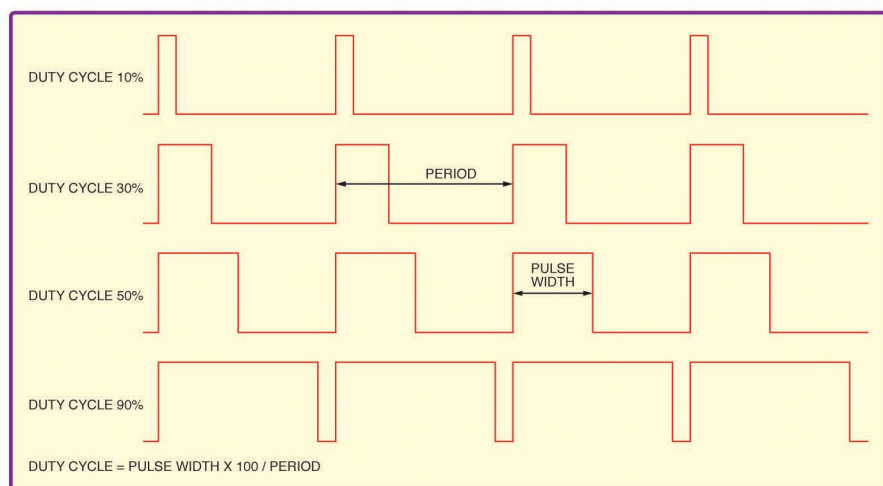 DUTY CYCLE 10%
DUTY CYCLE 30%
PERIOD
DUTY CYCLE 50%
PULSE
WIDTH
DUTY CYCLE 90%
DUTY CYCLE = PULSE WIDTH X 100 / PERIOD